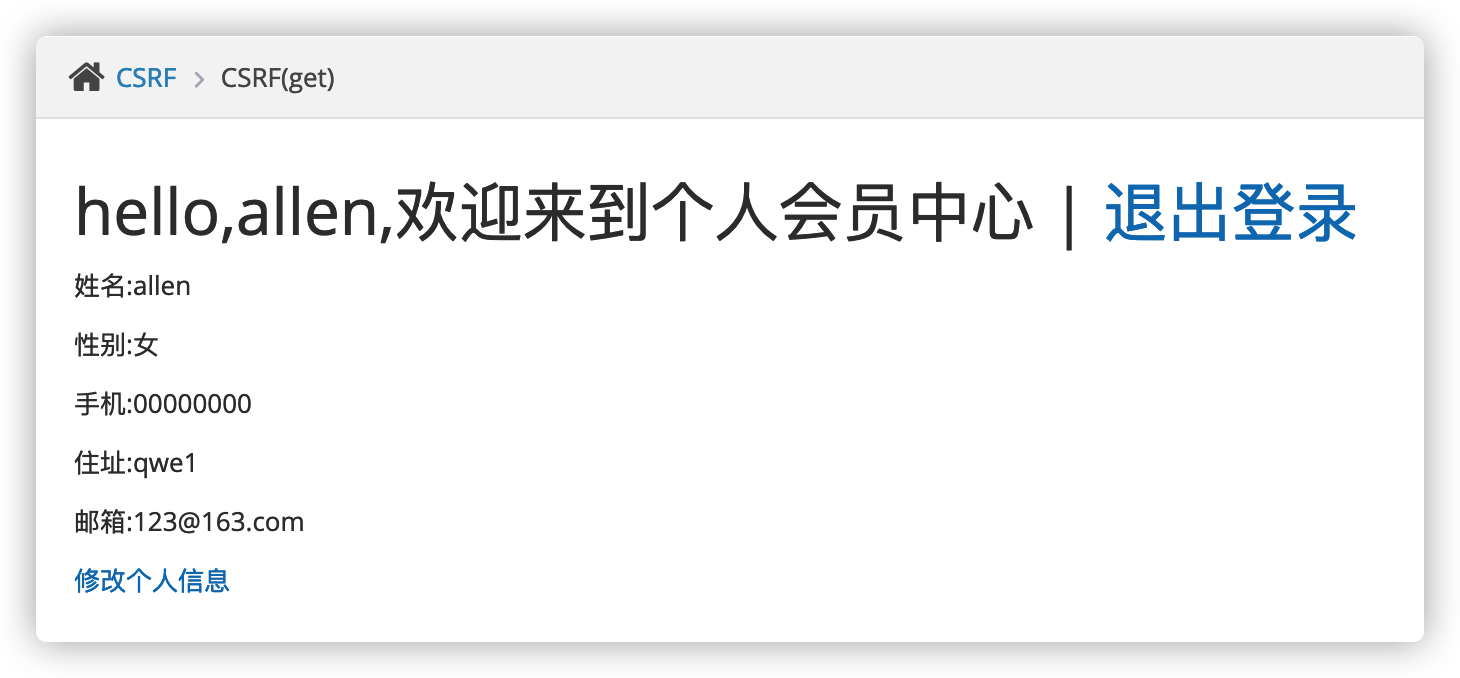 CSRF > CSRF(get)
hello,allen,欢迎来到个人会员中心 | 退出登录
姓名:allen
性别:女
手机:00000000
住址:qwe1
邮箱:123@163.com
修改个人信息